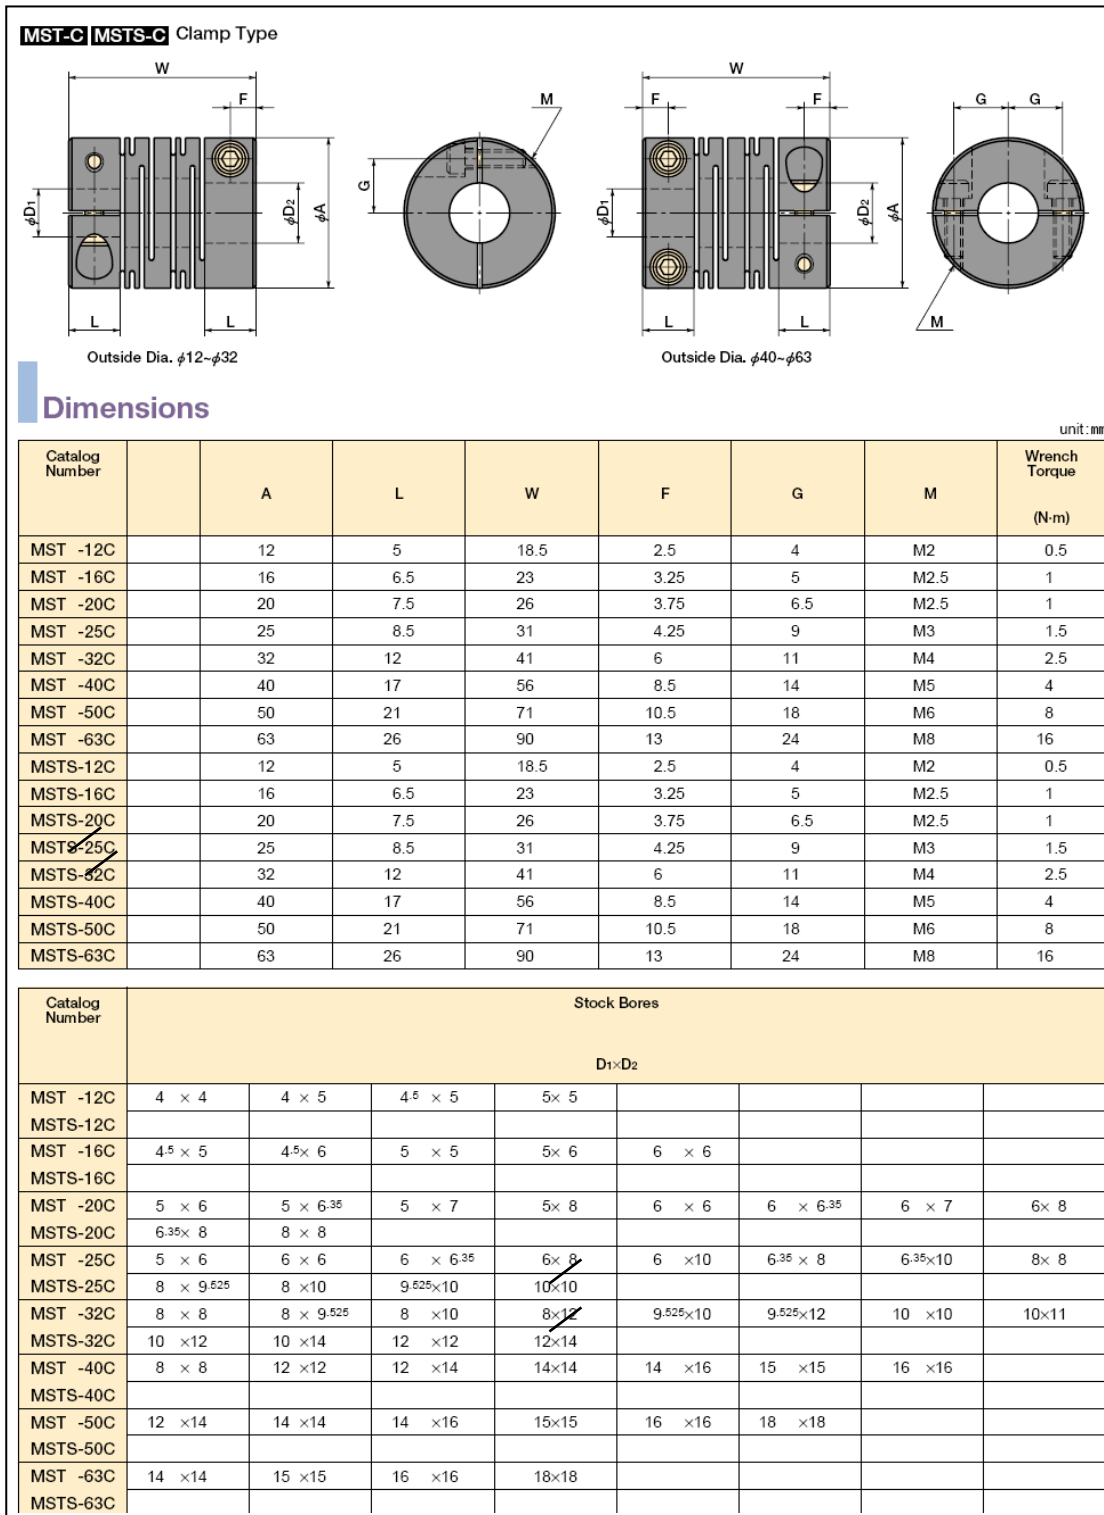 MST-C MSTS-C Clamp Type
W W
F M F F G G
G
φD1 φD2 φA φD1 φD2 φA
L L L L M
Outside Dia. φ12~φ32 Outside Dia. φ40~φ63
Dimensions
unit:mm
Catalog Number A L W F G M Wrench Torque (N·m)
MST -12C 12 5 18.5 2.5 4 M2 0.5
MST -16C 16 6.5 23 3.25 5 M2.5 1
MST -20C 20 7.5 26 3.75 6.5 M2.5 1
MST -25C 25 8.5 31 4.25 9 M3 1.5
MST -32C 32 12 41 6 11 M4 2.5
MST -40C 40 17 56 8.5 14 M5 4
MST -50C 50 21 71 10.5 18 M6 8
MST -63C 63 26 90 13 24 M8 16
MSTS-12C 12 5 18.5 2.5 4 M2 0.5
MSTS-16C 16 6.5 23 3.25 5 M2.5 1
MSTS-20C 20 7.5 26 3.75 6.5 M2.5 1
MSTS-25C 25 8.5 31 4.25 9 M3 1.5
MSTS-32C 32 12 41 6 11 M4 2.5
MSTS-40C 40 17 56 8.5 14 M5 4
MSTS-50C 50 21 71 10.5 18 M6 8
MSTS-63C 63 26 90 13 24 M8 16
Catalog Number Stock Bores
D1×D2
MST -12C 4 × 4 4 × 5 4.5 × 5 5× 5
MSTS-12C
MST -16C 4.5 × 5 4.5× 6 5 × 5 5× 6 6 × 6
MSTS-16C
MST -20C 5 × 6 5 × 6.35 5 × 7 5× 8 6 × 6 6 × 6.35 6 × 7 6× 8
MSTS-20C 6.35× 8 8 × 8
MST -25C 5 × 6 6 × 6 6 × 6.35 6× 8 6 ×10 6.35 × 8 6.35×10 8× 8
MSTS-25C 8 × 9.525 8 ×10 9.525×10 10×10
MST -32C 8 × 8 8 × 9.525 8 ×10 8×12 9.525×10 9.525×12 10 ×10 10×11
MSTS-32C 10 ×12 10 ×14 12 ×12 12×14
MST -40C 8 × 8 12 ×12 12 ×14 14×14 14 ×16 15 ×15 16 ×16
MSTS-40C
MST -50C 12 ×14 14 ×14 14 ×16 15×15 16 ×16 18 ×18
MSTS-50C
MST -63C 14 ×14 15 ×15 16 ×16 18×18
MSTS-63C